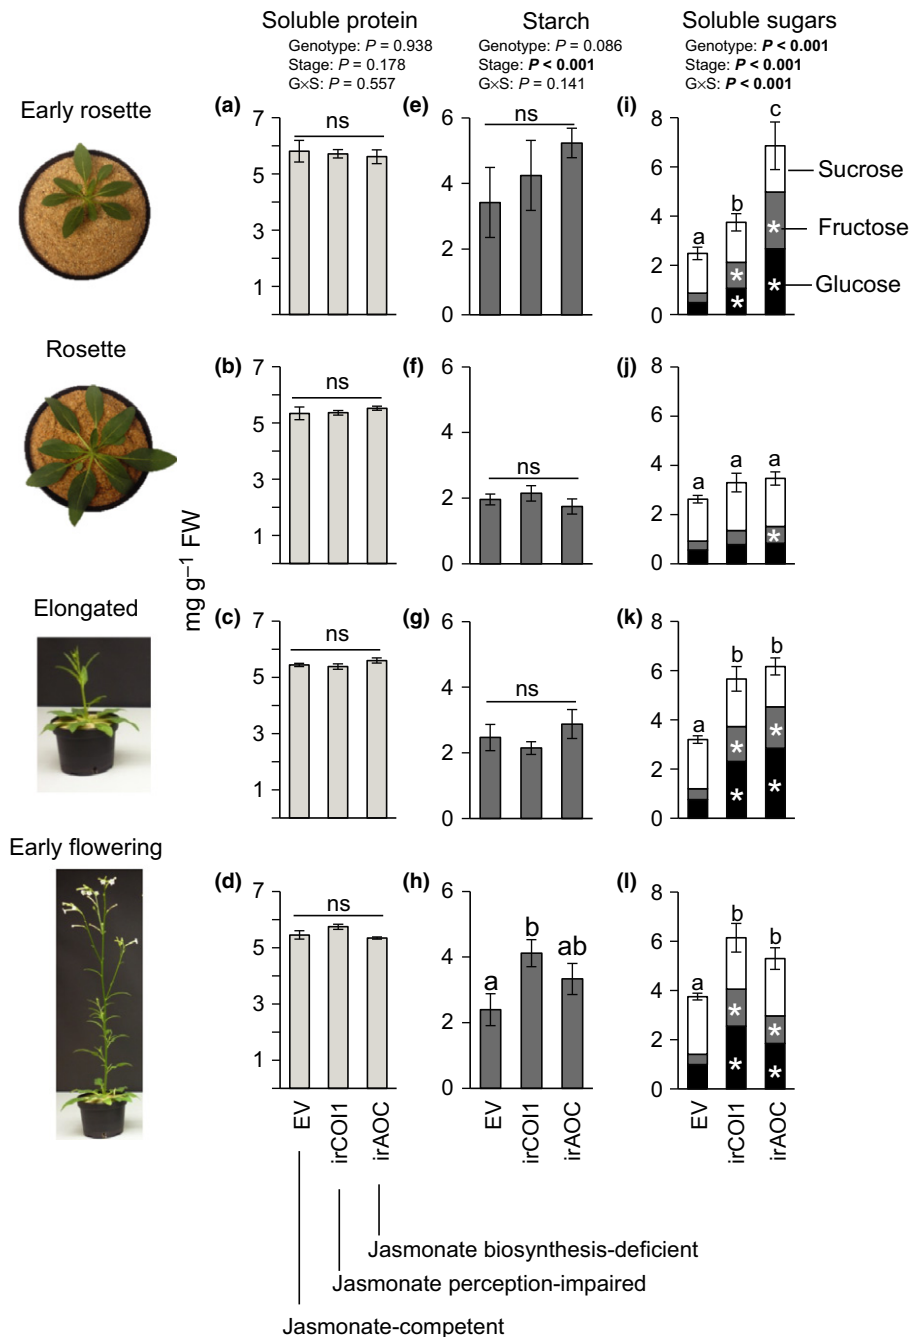 Soluble protein
Genotype: P = 0.938
Stage: P = 0.178
G×S: P = 0.557
Starch
Genotype: P = 0.086
Stage: P < 0.001
G×S: P = 0.141
Soluble sugars
Genotype: P < 0.001
Stage: P < 0.001
G×S: P < 0.001
Early rosette
(a)
7
5
3
1
ns
(e)
6
4
2
0
ns
(i)
8
6
4
2
0
a
b
c
*
*
*
*
Sucrose
Fructose
Glucose
Rosette
(b)
7
5
3
1
ns
(f)
6
4
2
0
ns
(j)
8
6
4
2
0
a
a
a
*
mg g⁻¹ FW
Elongated
(c)
7
5
3
1
ns
(g)
6
4
2
0
ns
(k)
8
6
4
2
0
a
b
b
*
*
*
*
Early flowering
(d)
7
5
3
1
ns
(h)
6
4
2
0
a
b
ab
(l)
8
6
4
2
0
a
b
b
*
*
*
*
EV
irCOI1
irAOC
EV
irCOI1
irAOC
EV
irCOI1
irAOC
Jasmonate biosynthesis-deficient
Jasmonate perception-impaired
Jasmonate-competent